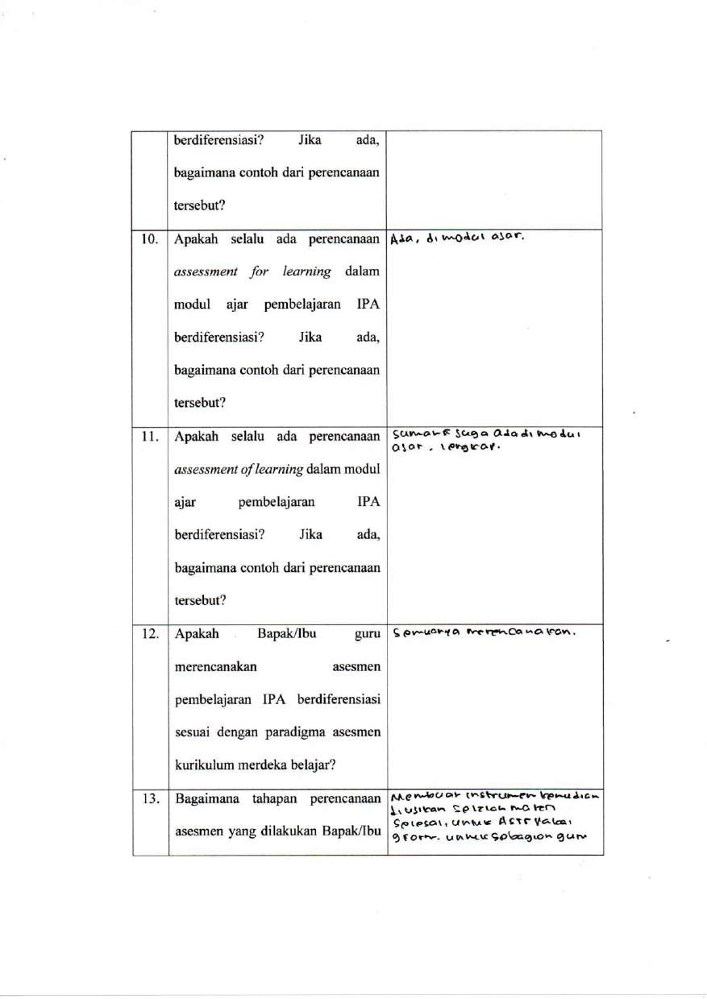 berdiferensiasi? Jika ada,
bagaimana contoh dari perencanaan
tersebut?
10. Apakah selalu ada perencanaan
assessment for learning dalam
modul ajar pembelajaran IPA
berdiferensiasi? Jika ada,
bagaimana contoh dari perencanaan
tersebut?
Ada, di modul ajar.
11. Apakah selalu ada perencanaan
assessment of learning dalam modul
ajar pembelajaran IPA
berdiferensiasi? Jika ada,
bagaimana contoh dari perencanaan
tersebut?
juga ada di modul
ajar, lengkap.
12. Apakah Bapak/Ibu guru
merencanakan asesmen
pembelajaran IPA berdiferensiasi
sesuai dengan paradigma asesmen
kurikulum merdeka belajar?
Semuanya merencanakan.
13. Bagaimana tahapan perencanaan
asesmen yang dilakukan Bapak/Ibu
Membuat instrumen kemudian
diujikan setelah materi
selesai, untuk pakai
gform. untuk sebagian guru